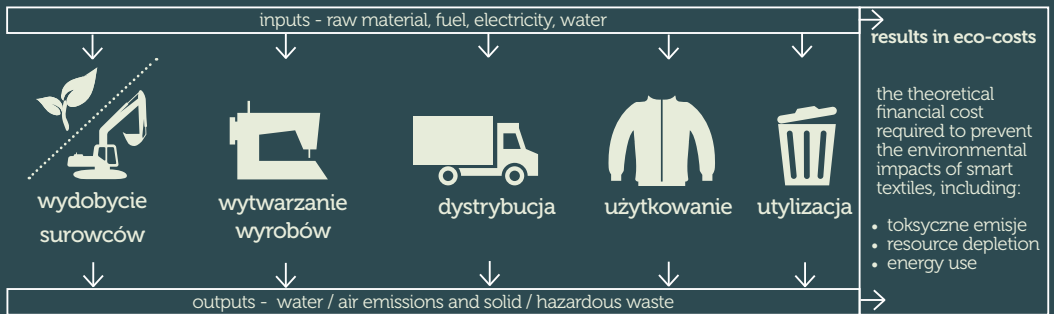 inputs - raw material, fuel, electricity, water
wydobycie
surowców
wytwarzanie
wyrobów
dystrybucja
użytkowanie
utylizacja
outputs -  water / air emissions and solid / hazardous waste
results in eco-costs
the theoretical
financial cost
required to prevent
the environmental
impacts of smart
textiles, including:
• toksyczne emisje
• resource depletion
• energy use